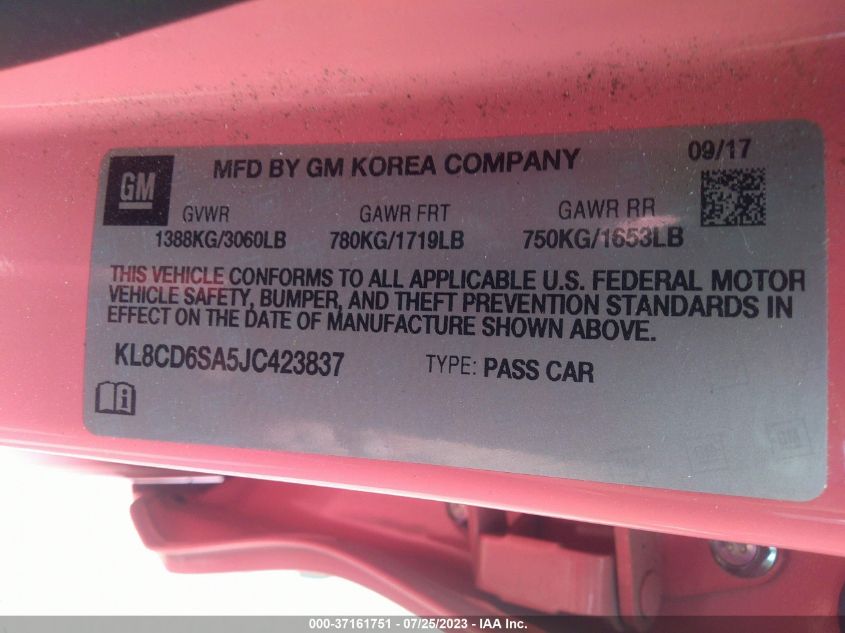 GM
MFD BY GM KOREA COMPANY 09/17
GVWR GAWR FRT GAWR RR
1388KG/3060LB 780KG/1719LB 750KG/1653LB
THIS VEHICLE CONFORMS TO ALL APPLICABLE U.S. FEDERAL MOTOR
VEHICLE SAFETY, BUMPER, AND THEFT PREVENTION STANDARDS IN
EFFECT ON THE DATE OF MANUFACTURE SHOWN ABOVE.
KL8CD6SA5JC423837 TYPE: PASS CAR
i
GM GM
000-37161751 — 07/25/2023 - IAA Inc.